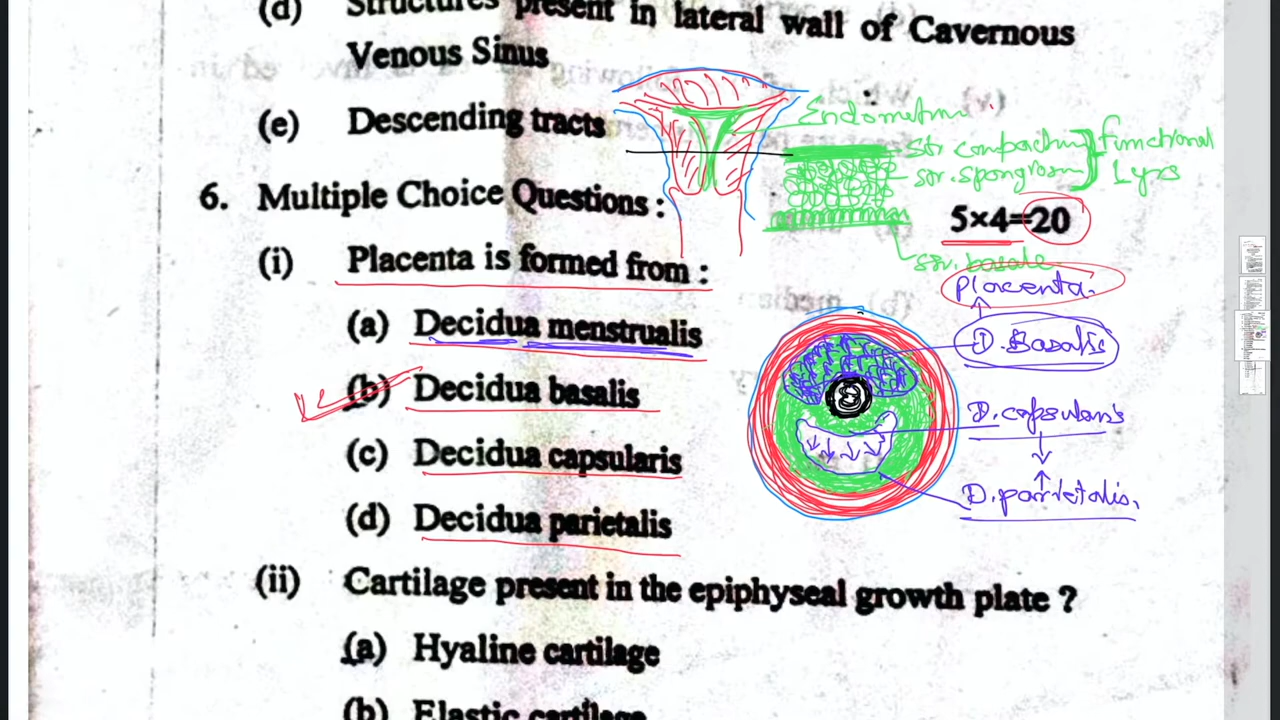 (d) Structures present in lateral wall of Cavernous
Venous Sinus
(e) Descending tracts
Endometriu
Str compactum
str. spongiosum
functional
Lyrs
str. basale
6. Multiple Choice Questions :
5×4=20
(i) Placenta is formed from :
Placenta.
(a) Decidua menstrualis
D. Basalis
(b) Decidua basalis
D. capsularis
(c) Decidua capsularis
D. parietalis.
(d) Decidua parietalis
(ii) Cartilage present in the epiphyseal growth plate ?
(a) Hyaline cartilage
(b) Elastic cartilage